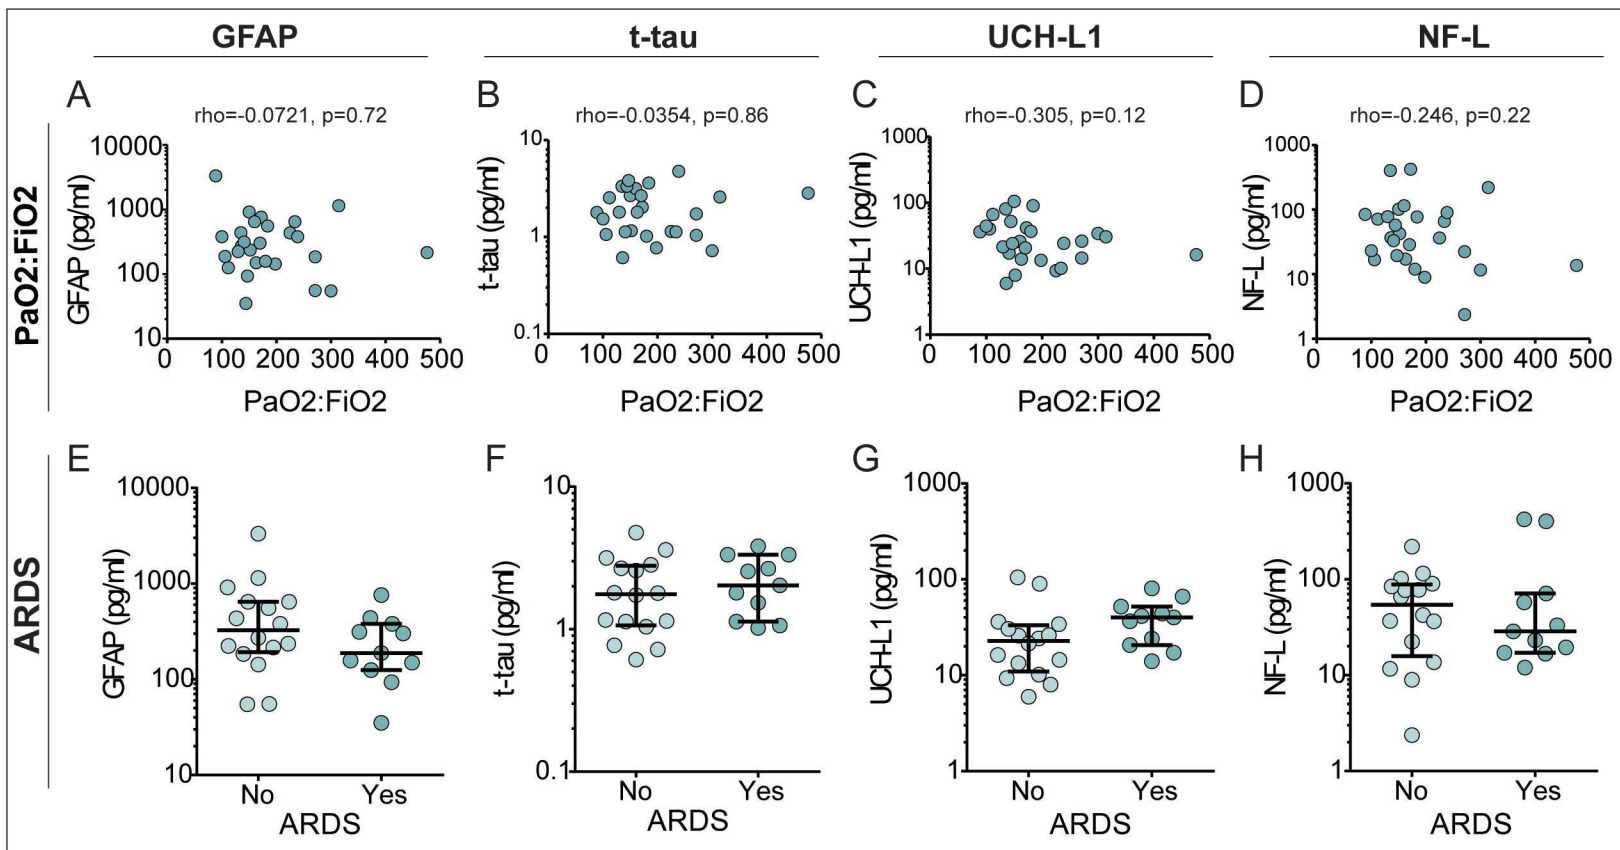 GFAP t-tau UCH-L1 NF-L
PaO2:FiO2
A
rho=-0.0721, p=0.72
GFAP (pg/ml)
10000
1000
100
10
0 100 200 300 400 500
PaO2:FiO2
B
rho=-0.0354, p=0.86
t-tau (pg/ml)
10
1
0.1
0 100 200 300 400 500
PaO2:FiO2
C
rho=-0.305, p=0.12
UCH-L1 (pg/ml)
1000
100
10
1
0 100 200 300 400 500
PaO2:FiO2
D
rho=-0.246, p=0.22
NF-L (pg/ml)
1000
100
10
1
0 100 200 300 400 500
PaO2:FiO2
ARDS
E
GFAP (pg/ml)
10000
1000
100
10
No Yes
ARDS
F
t-tau (pg/ml)
10
1
0.1
No Yes
ARDS
G
UCH-L1 (pg/ml)
1000
100
10
1
No Yes
ARDS
H
NF-L (pg/ml)
1000
100
10
1
No Yes
ARDS